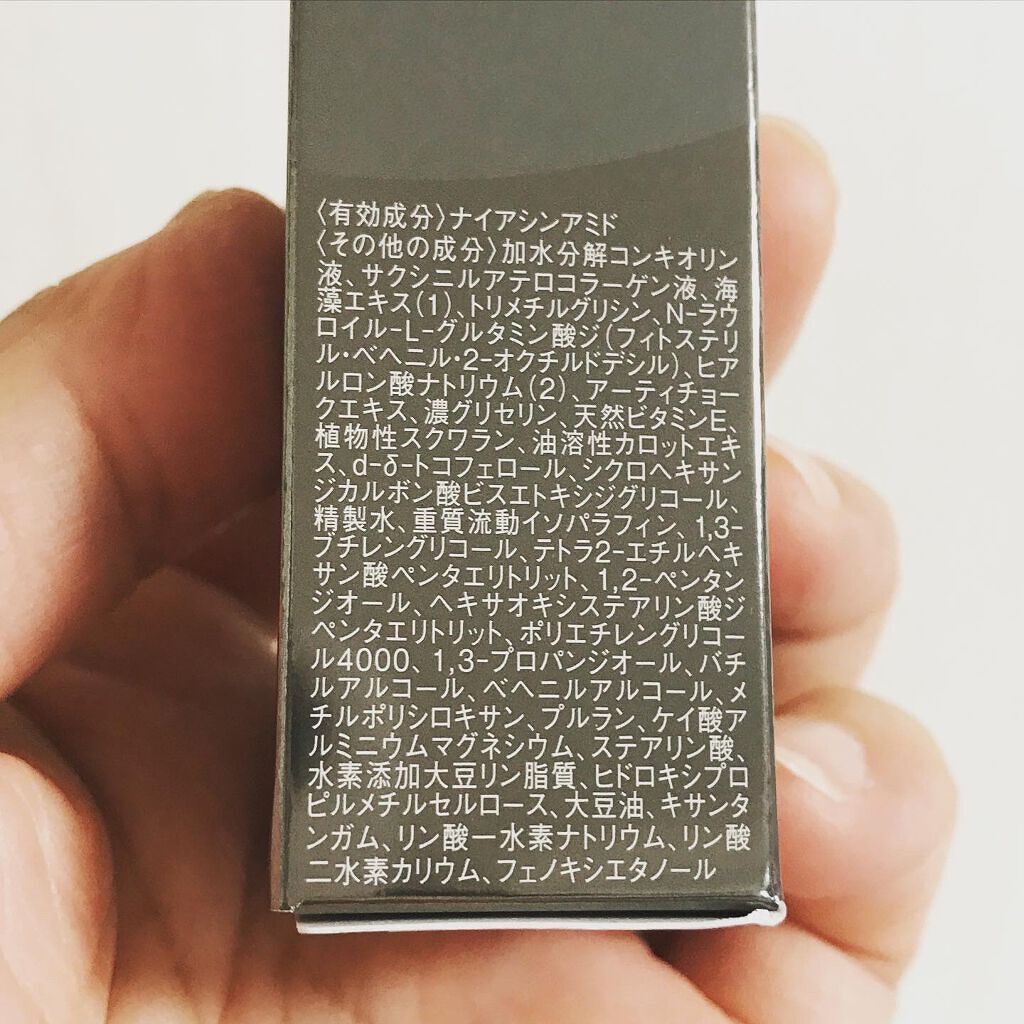 〈有効成分〉ナイアシンアミド
〈その他の成分〉加水分解コンキオリン
液、サクシニルアテロコラーゲン液、海
藻エキス(1)、トリメチルグリシン、N-ラウ
ロイル-L-グルタミン酸ジ(フィトステリ
ル・ベヘニル・2-オクチルドデシル)、ヒア
ルロン酸ナトリウム(2)、アーティチョー
クエキス、濃グリセリン、天然ビタミンE、
植物性スクワラン、油溶性カロットエキ
ス、d-δ-トコフェロール、シクロヘキサン
ジカルボン酸ビスエトキシジグリコール、
精製水、重質流動イソパラフィン、1,3-
ブチレングリコール、テトラ2-エチルヘキ
サン酸ペンタエリトリット、1,2-ペンタン
ジオール、ヘキサオキシステアリン酸ジ
ペンタエリトリット、ポリエチレングリコー
ル4000、1,3-プロパンジオール、バチ
ルアルコール、ベヘニルアルコール、メ
チルポリシロキサン、プルラン、ケイ酸ア
ルミニウムマグネシウム、ステアリン酸、
水素添加大豆リン脂質、ヒドロキシプロ
ピルメチルセルロース、大豆油、キサンタ
ンガム、リン酸一水素ナトリウム、リン酸
二水素カリウム、フェノキシエタノール